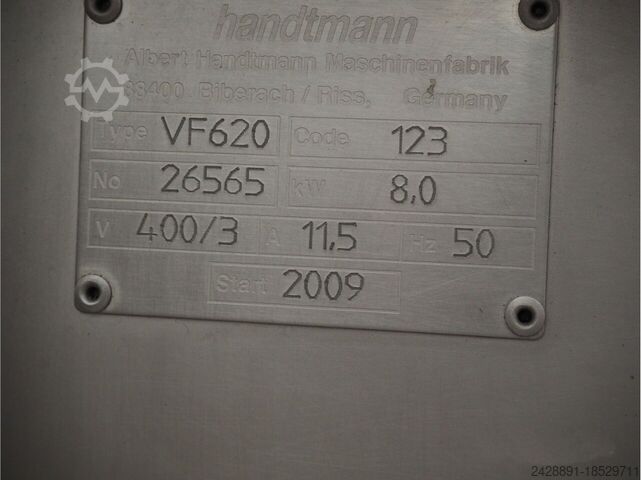 handtmann
Albert Handtmann Maschinenfabrik
88400 Biberach / Riss, Germany
Type VF620 Code 123
No 26565 kW 8,0
V 400/3 A 11,5 Hz 50
Start 2009
2428891-18529711